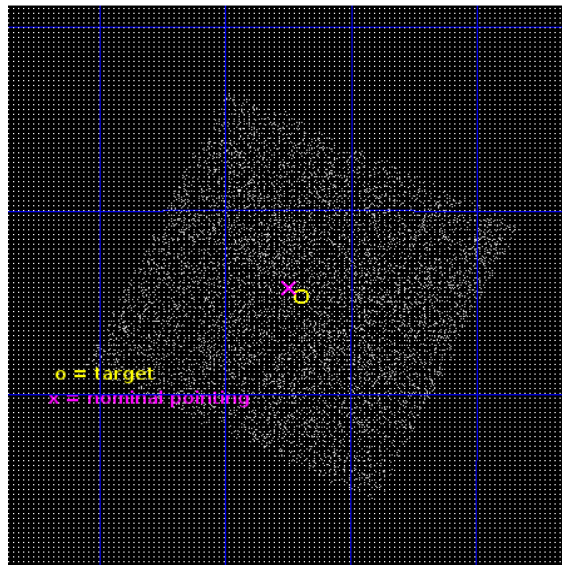 o = target
x = nominal pointing